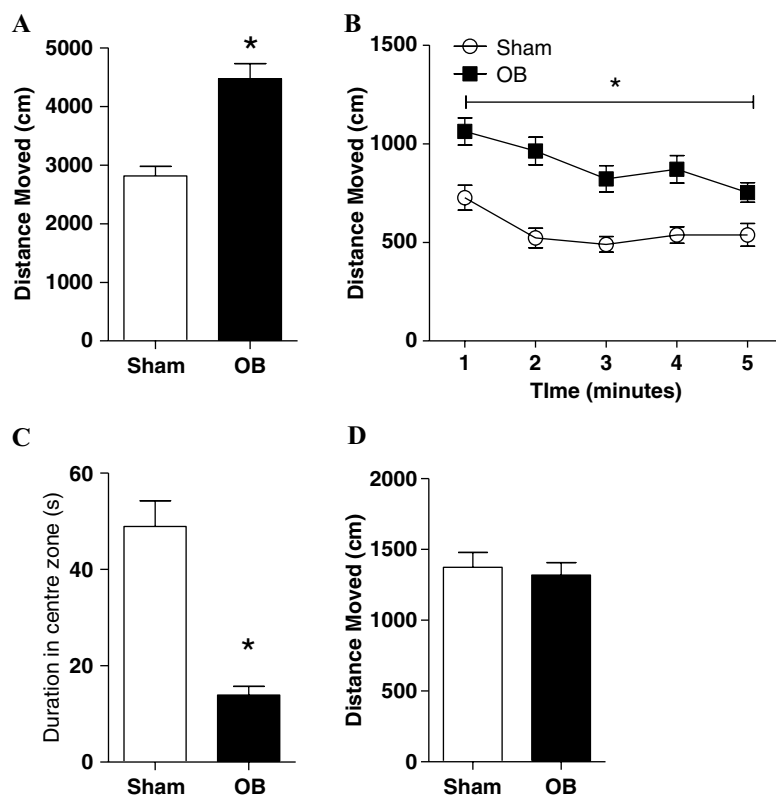 A
Distance Moved (cm)
5000
4000
3000
2000
1000
0
*
Sham OB
B
Distance Moved (cm)
1500
1000
500
0
Sham
OB
*
1 2 3 4 5
TIme (minutes)
C
Duration in centre zone (s)
60
40
20
0
*
Sham OB
D
Distance Moved (cm)
2000
1500
1000
500
0
Sham OB